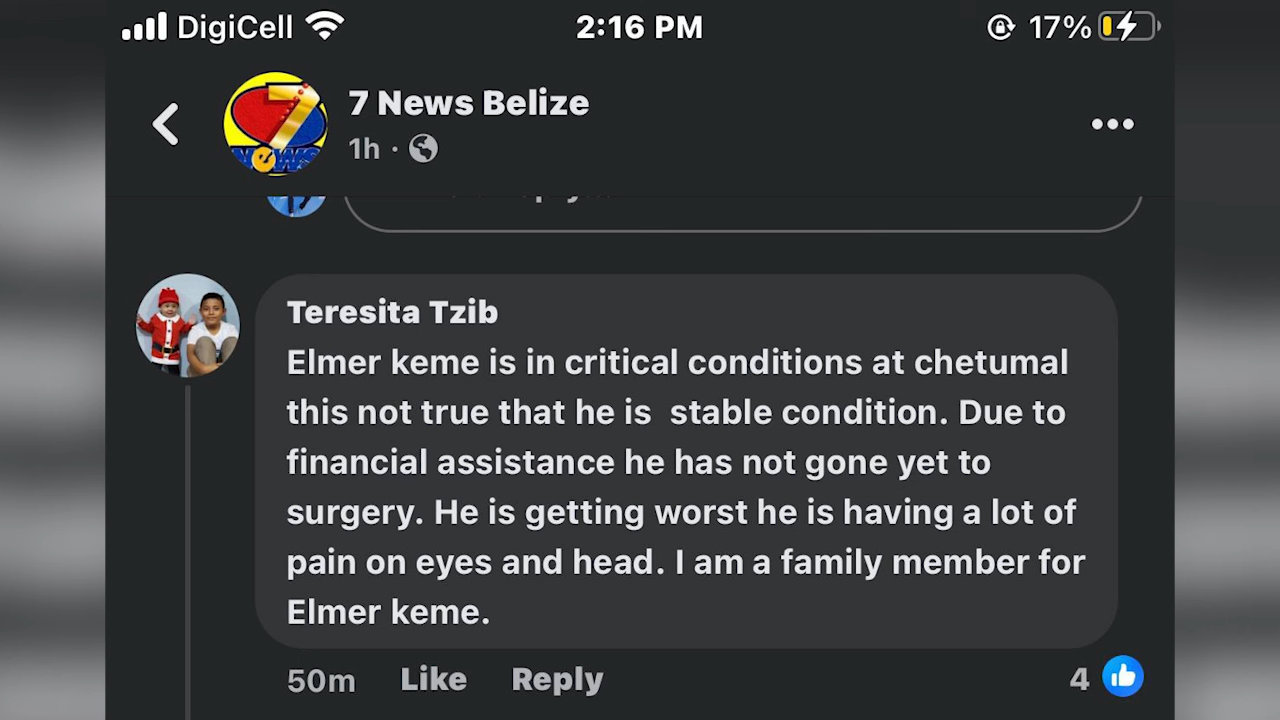 DigiCell 2:16 PM 17%
7 News Belize
1h ·
7
News
Teresita Tzib
Elmer keme is in critical conditions at chetumal
this not true that he is  stable condition. Due to
financial assistance he has not gone yet to
surgery. He is getting worst he is having a lot of
pain on eyes and head. I am a family member for
Elmer keme.
50m Like Reply 4